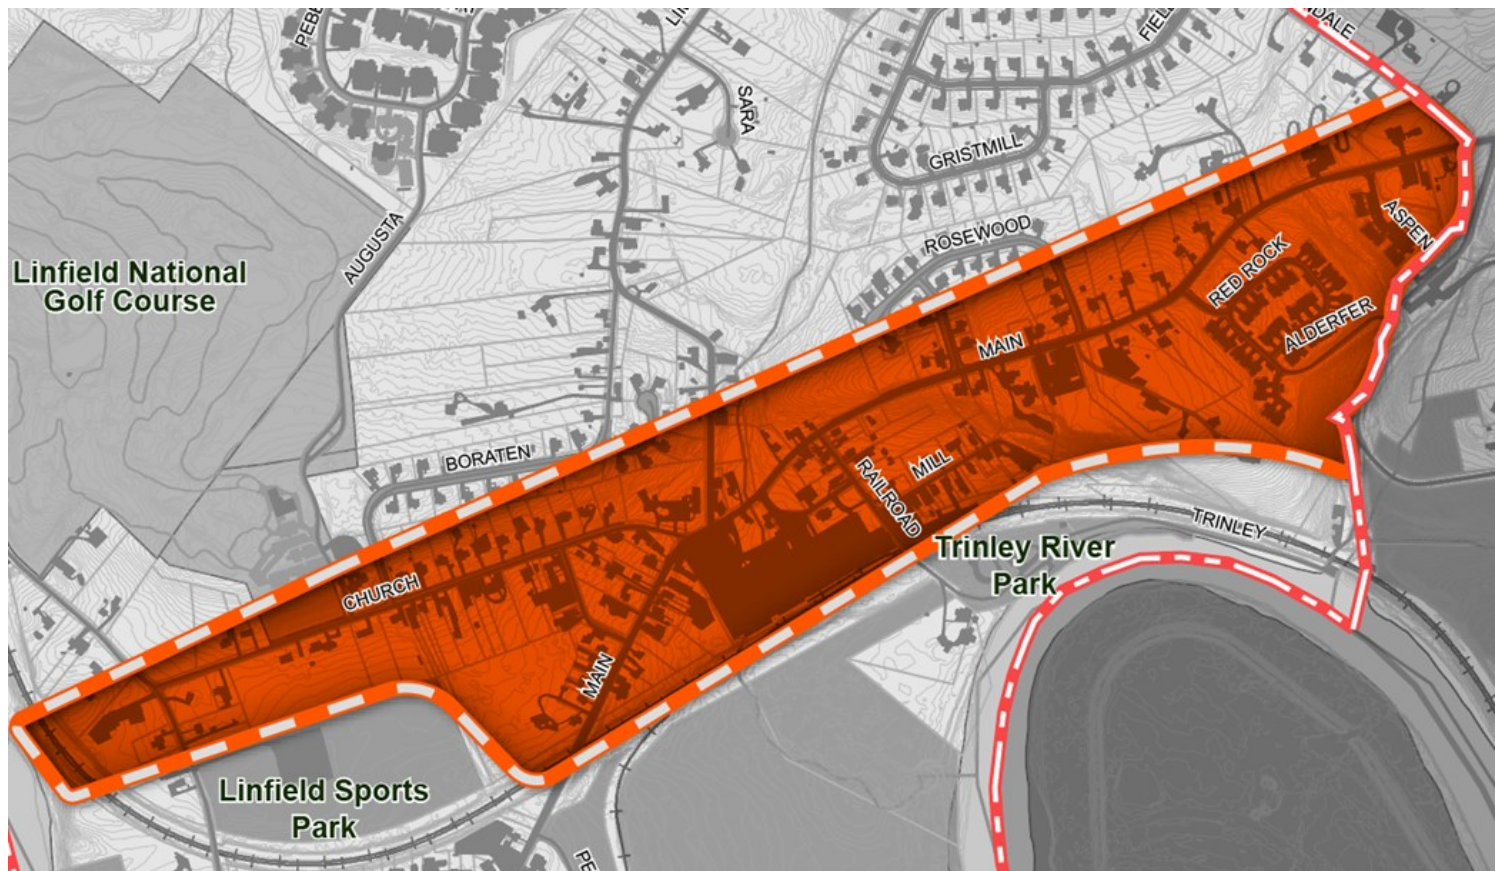 SARA
GRISTMILL
AUGUSTA
ROSEWOOD
ASPEN
Linfield National
Golf Course
RED ROCK
ALDERFER
MAIN
BORATEN
MILL
RAILROAD
TRINLEY
Trinley River
Park
CHURCH
MAIN
Linfield Sports
Park